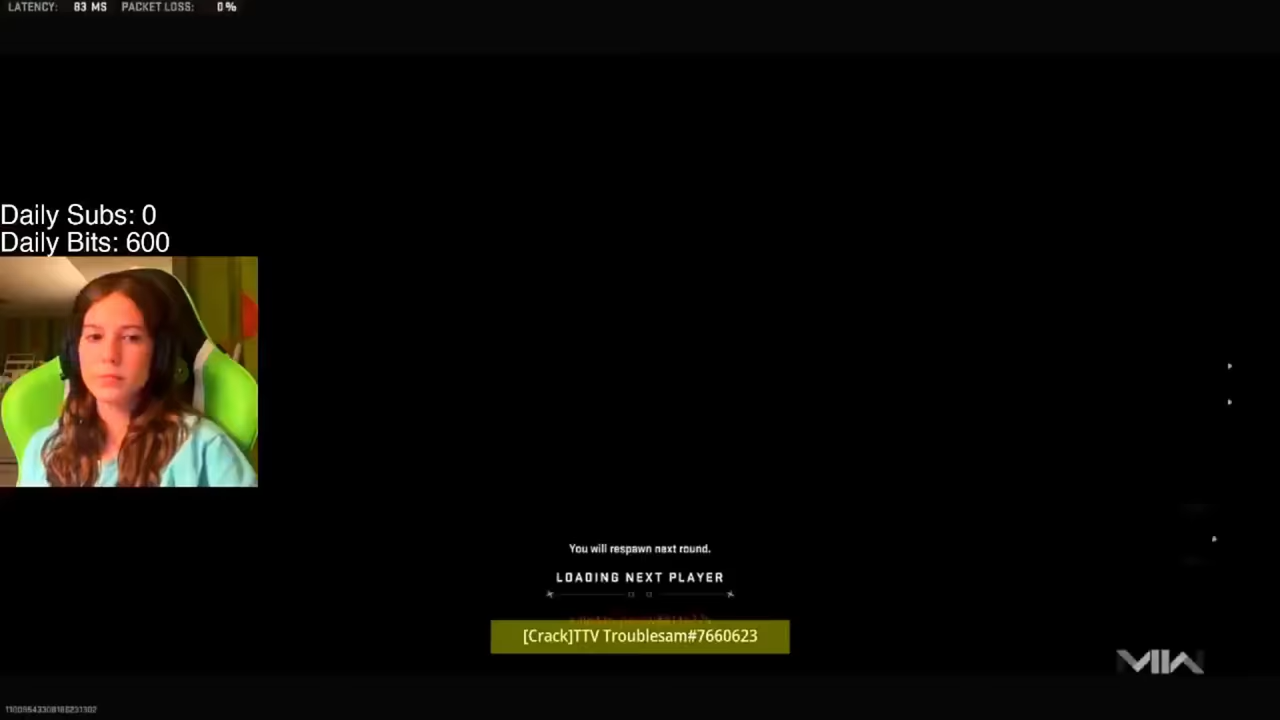 LATENCY: 83 MS PACKET LOSS: 0 %
Daily Subs: 0
Daily Bits: 600
You will respawn next round.
LOADING NEXT PLAYER
[Crack]TTV Troublesam#7660623
MW